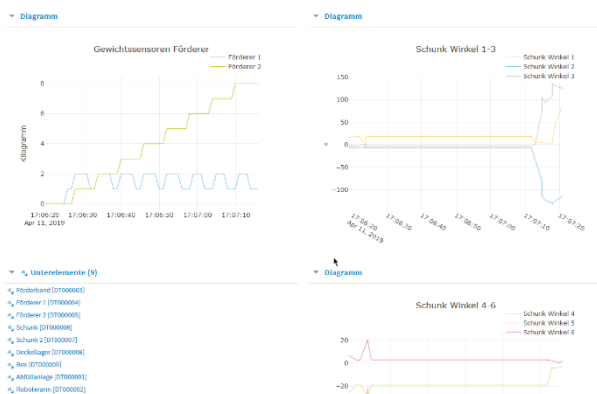 Diagramm
Gewichtssensoren Förderer
Förderer 1
Förderer 2
8
6
4
2
0
Kilogramm
17:06:20
17:06:30
17:06:40
17:06:50
17:07:00
17:07:10
Apr 11, 2019
Diagramm
Schunk Winkel 1-3
Schunk Winkel 1
Schunk Winkel 2
Schunk Winkel 3
150
100
50
0
−50
−100
°
17:06:20
17:06:30
17:06:40
17:06:50
17:07:00
17:07:10
17:07:20
Apr 11, 2019
Unterelemente (9)
Förderband [DT000003]
Förderer 1 [DT000004]
Förderer 2 [DT000005]
Schunk [DT000006]
Schunk 2 [DT000007]
Deckellager [DT000008]
Box [DT000009]
Abfüllanlage [DT000001]
Roboterarm [DT000002]
Diagramm
Schunk Winkel 4-6
Schunk Winkel 4
Schunk Winkel 5
Schunk Winkel 6
20
0
−20